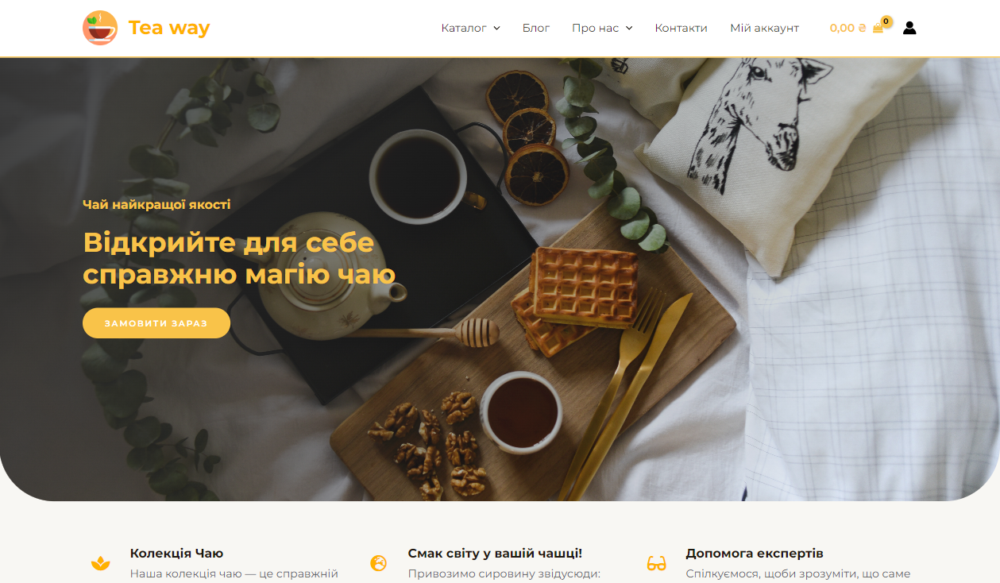 Tea way
Каталог
Блог
Про нас
Контакти
Мій аккаунт
0,00 ₴
0
Чай найкращої якості
Відкрийте для себе
справжню магію чаю
ЗАМОВИТИ ЗАРАЗ
Колекція Чаю
Наша колекція чаю — це справжній
Смак світу у вашій чашці!
Привозимо сировину звідусюди:
Допомога експертів
Спілкуємося, щоби зрозуміти, що саме